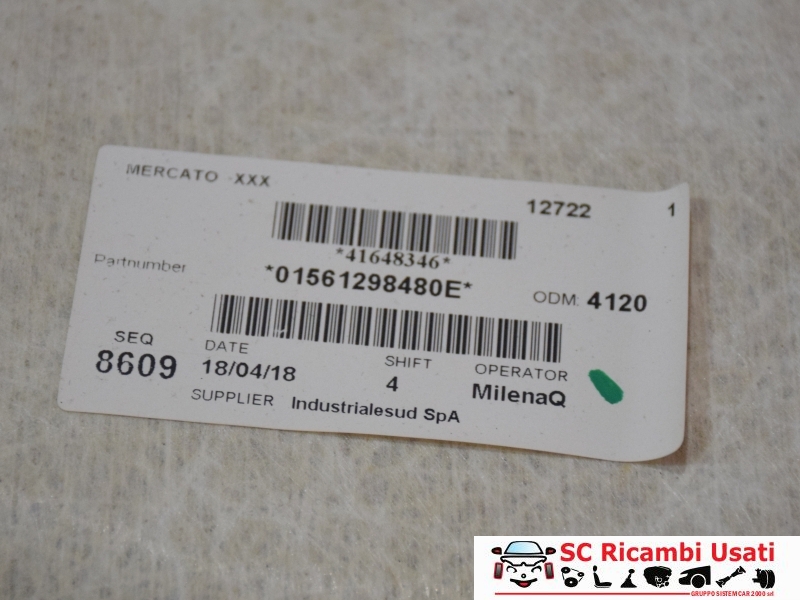 MERCATO XXX
12722 1
*41648346*
Partnumber *01561298480E* ODM: 4120
SEQ DATE SHIFT OPERATOR
8609 18/04/18 4 MilenaQ
SUPPLIER Industrialesud SpA
SC Ricambi Usati
GRUPPO SISTEMCAR 2000 srl